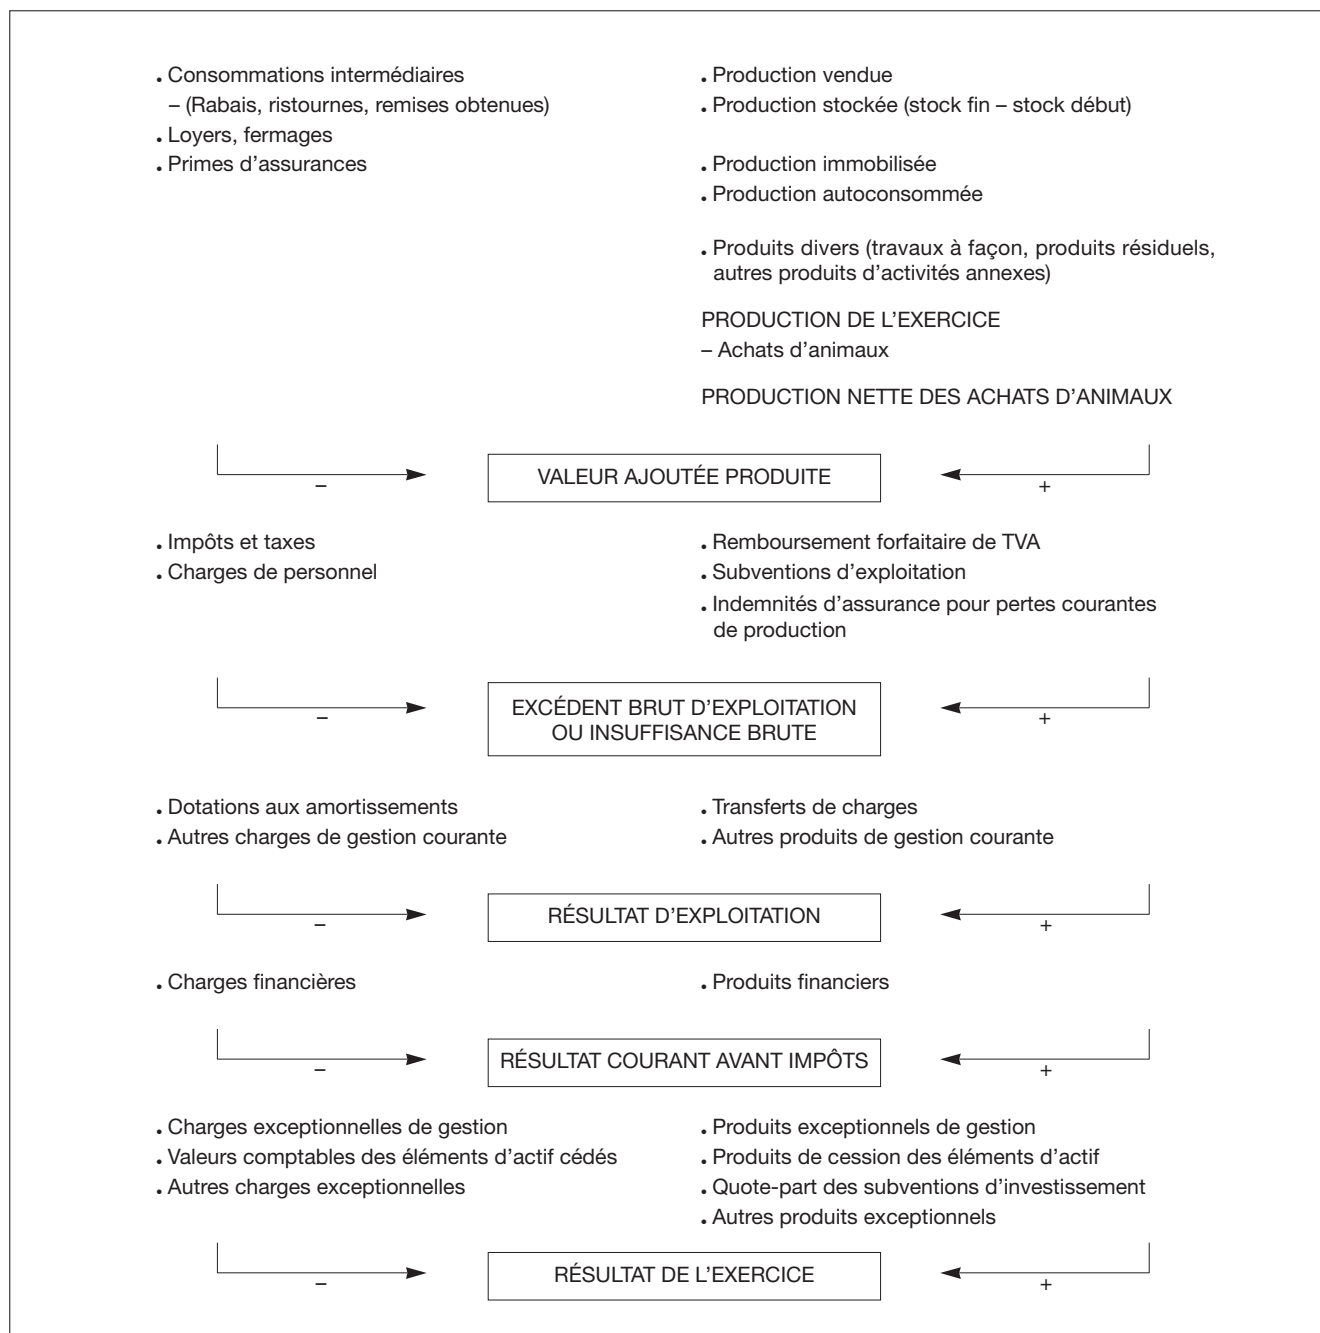 . Consommations intermédiaires
– (Rabais, ristournes, remises obtenues)
. Loyers, fermages
. Primes d’assurances
. Production vendue
. Production stockée (stock fin – stock début)
. Production immobilisée
. Production autoconsommée
. Produits divers (travaux à façon, produits résiduels,
autres produits d’activités annexes)
PRODUCTION DE L’EXERCICE
– Achats d’animaux
PRODUCTION NETTE DES ACHATS D’ANIMAUX
–
VALEUR AJOUTÉE PRODUITE
+
. Impôts et taxes
. Charges de personnel
. Remboursement forfaitaire de TVA
. Subventions d’exploitation
. Indemnités d’assurance pour pertes courantes
de production
–
EXCÉDENT BRUT D’EXPLOITATION
OU INSUFFISANCE BRUTE
+
. Dotations aux amortissements
. Autres charges de gestion courante
. Transferts de charges
. Autres produits de gestion courante
–
RÉSULTAT D’EXPLOITATION
+
. Charges financières
. Produits financiers
–
RÉSULTAT COURANT AVANT IMPÔTS
+
. Charges exceptionnelles de gestion
. Valeurs comptables des éléments d’actif cédés
. Autres charges exceptionnelles
. Produits exceptionnels de gestion
. Produits de cession des éléments d’actif
. Quote-part des subventions d’investissement
. Autres produits exceptionnels
–
RÉSULTAT DE L’EXERCICE
+